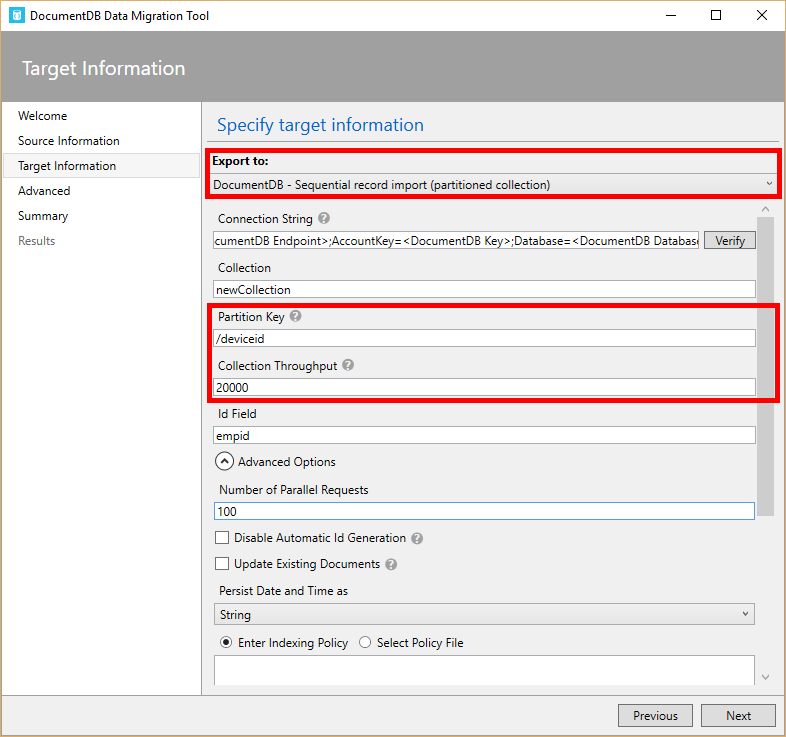 DocumentDB Data Migration Tool
Target Information
Welcome
Source Information
Target Information
Advanced
Summary
Results
Specify target information
Export to:
DocumentDB - Sequential record import (partitioned collection)
Connection String ?
cumentDB Endpoint>;AccountKey=<DocumentDB Key>;Database=<DocumentDB Database
Verify
Collection
newCollection
Partition Key ?
/deviceid
Collection Throughput ?
20000
Id Field
empid
Advanced Options
Number of Parallel Requests
100
Disable Automatic Id Generation ?
Update Existing Documents ?
Persist Date and Time as
String
Enter Indexing Policy Select Policy File
Previous Next